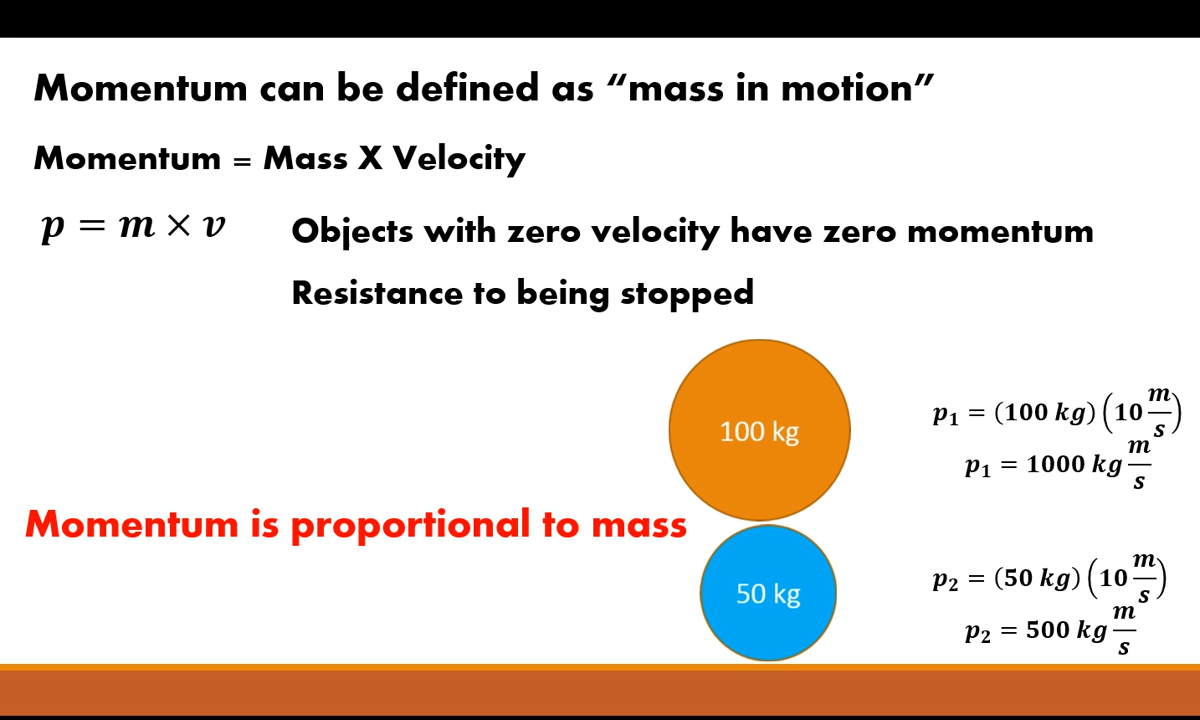 Momentum can be defined as “mass in motion”
Momentum = Mass X Velocity
p = m × v
Objects with zero velocity have zero momentum
Resistance to being stopped
100 kg
p₁ = (100 kg) (10 m/s)
p₁ = 1000 kg m/s
Momentum is proportional to mass
50 kg
p₂ = (50 kg) (10 m/s)
p₂ = 500 kg m/s